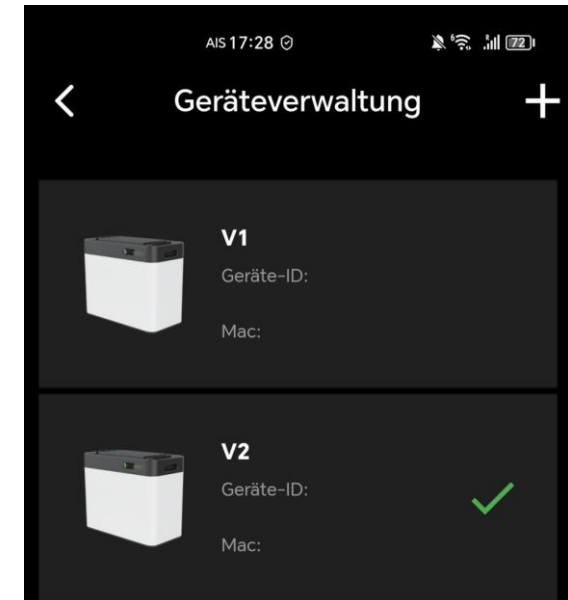 AIS 17:28 72
Geräteverwaltung
V1
Geräte-ID:
Mac:
V2
Geräte-ID:
Mac: